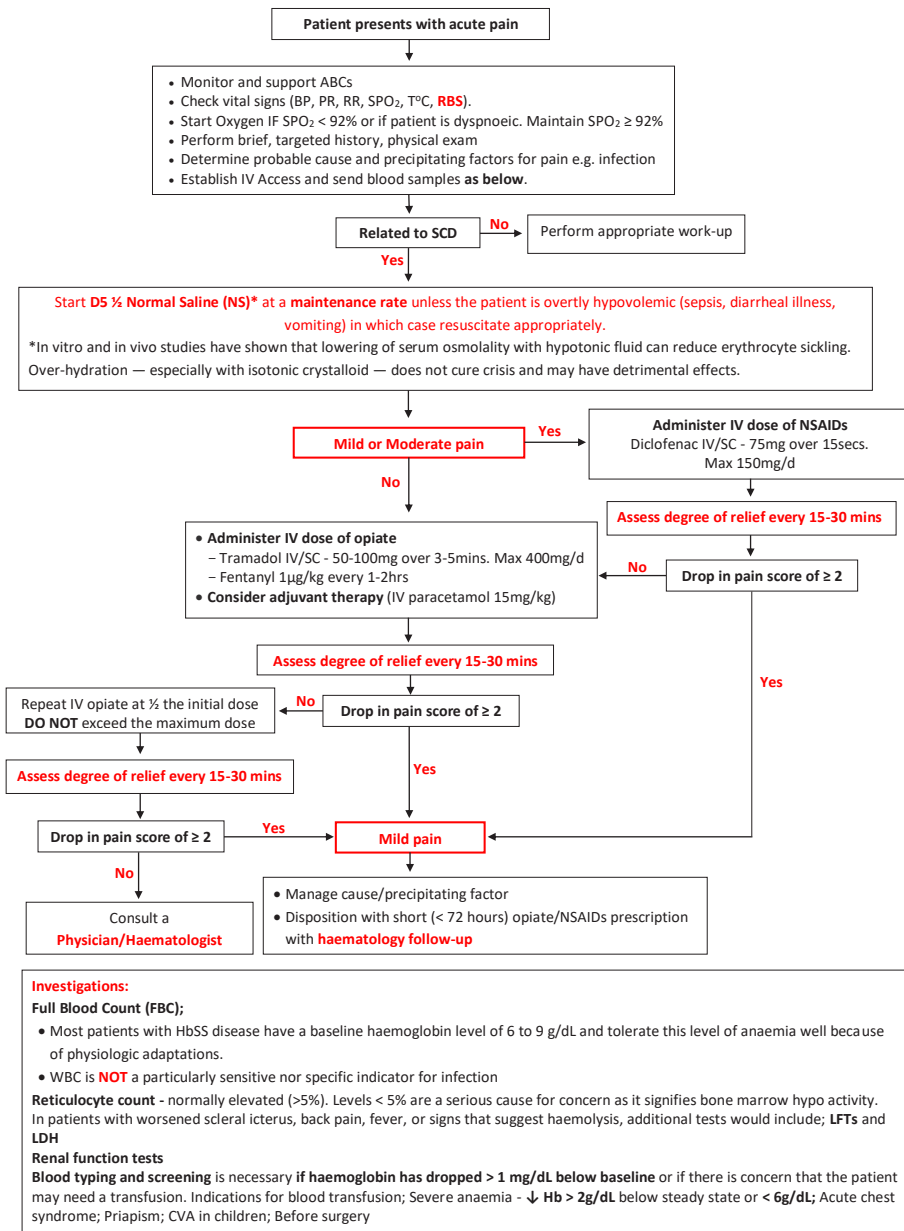 Patient presents with acute pain
• Monitor and support ABCs
• Check vital signs (BP, PR, RR, SPO₂, TᵒC, RBS).
• Start Oxygen IF SPO₂ < 92% or if patient is dyspnoeic. Maintain SPO₂ ≥ 92%
• Perform brief, targeted history, physical exam
• Determine probable cause and precipitating factors for pain e.g. infection
• Establish IV Access and send blood samples as below.
Related to SCD
No
Perform appropriate work-up
Yes
Start D5 ½ Normal Saline (NS)* at a maintenance rate unless the patient is overtly hypovolemic (sepsis, diarrheal illness,
vomiting) in which case resuscitate appropriately.
*In vitro and in vivo studies have shown that lowering of serum osmolality with hypotonic fluid can reduce erythrocyte sickling.
Over-hydration — especially with isotonic crystalloid — does not cure crisis and may have detrimental effects.
Mild or Moderate pain
Yes
Administer IV dose of NSAIDs
Diclofenac IV/SC - 75mg over 15secs.
Max 150mg/d
No
Assess degree of relief every 15-30 mins
• Administer IV dose of opiate
– Tramadol IV/SC - 50-100mg over 3-5mins. Max 400mg/d
– Fentanyl 1µg/kg every 1-2hrs
• Consider adjuvant therapy (IV paracetamol 15mg/kg)
No
Drop in pain score of ≥ 2
Assess degree of relief every 15-30 mins
Yes
Repeat IV opiate at ½ the initial dose
DO NOT exceed the maximum dose
No
Drop in pain score of ≥ 2
Assess degree of relief every 15-30 mins
Yes
Drop in pain score of ≥ 2
Yes
Mild pain
No
Consult a
Physician/Haematologist
• Manage cause/precipitating factor
• Disposition with short (< 72 hours) opiate/NSAIDs prescription
with haematology follow-up
Investigations:
Full Blood Count (FBC);
• Most patients with HbSS disease have a baseline haemoglobin level of 6 to 9 g/dL and tolerate this level of anaemia well because
of physiologic adaptations.
• WBC is NOT a particularly sensitive nor specific indicator for infection
Reticulocyte count - normally elevated (>5%). Levels < 5% are a serious cause for concern as it signifies bone marrow hypo activity.
In patients with worsened scleral icterus, back pain, fever, or signs that suggest haemolysis, additional tests would include; LFTs and
LDH
Renal function tests
Blood typing and screening is necessary if haemoglobin has dropped > 1 mg/dL below baseline or if there is concern that the patient
may need a transfusion. Indications for blood transfusion; Severe anaemia - ↓ Hb > 2g/dL below steady state or < 6g/dL; Acute chest
syndrome; Priapism; CVA in children; Before surgery